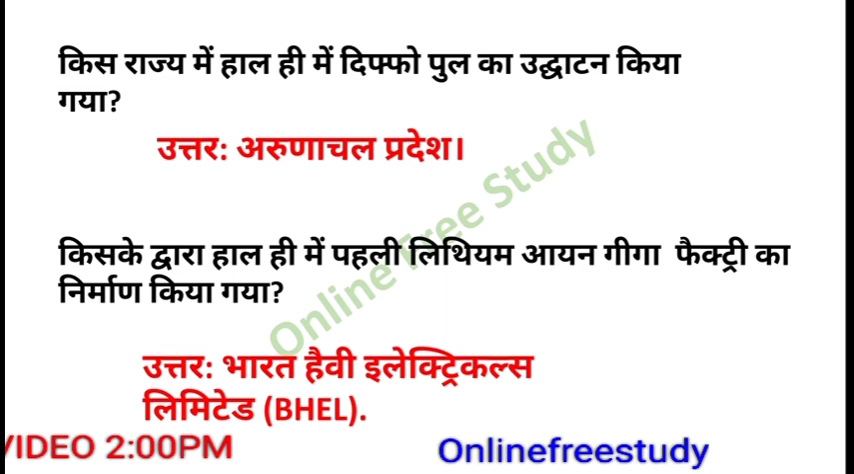 किस राज्य में हाल ही में दिफ्फो पुल का उद्घाटन किया
गया?
उत्तर: अरुणाचल प्रदेश।
Online Free Study
किसके द्वारा हाल ही में पहली लिथियम आयन गीगा फैक्ट्री का
निर्माण किया गया?
उत्तर: भारत हैवी इलेक्ट्रिकल्स
लिमिटेड (BHEL).
VIDEO 2:00PM
Onlinefreestudy